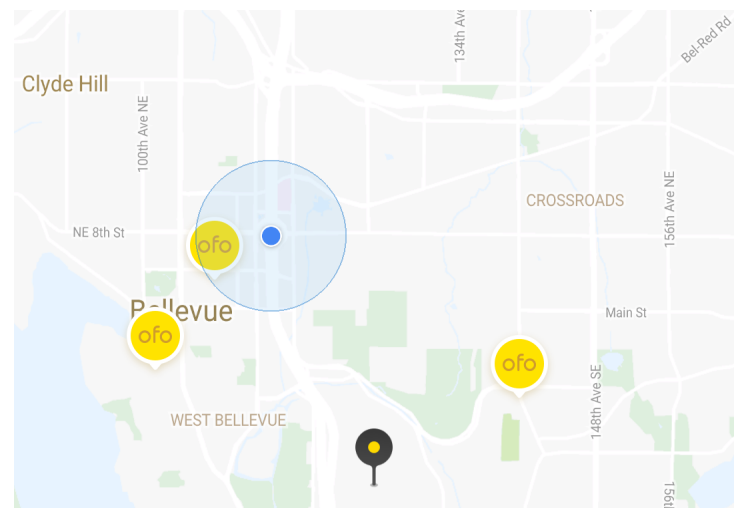 134th Ave
Bel-Red Rd
Clyde Hill
100th Ave NE
CROSSROADS
156th Ave NE
NE 8th St
ofo
Bellevue
Main St
ofo
ofo
148th Ave SE
WEST BELLEVUE
156t